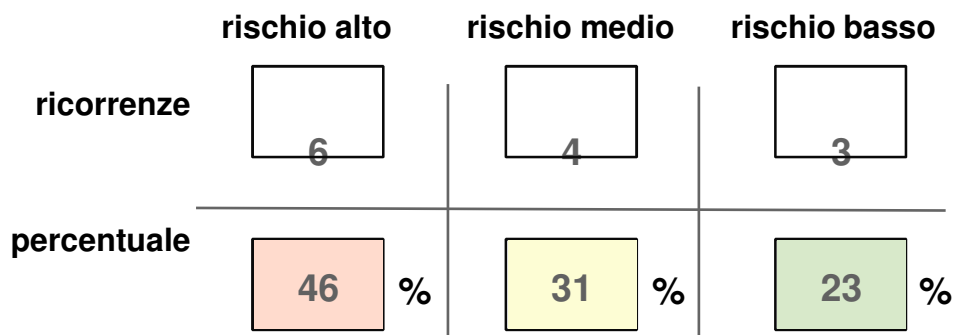 rischio alto rischio medio rischio basso
ricorrenze
6 4 3
percentuale
46 % 31 % 23 %